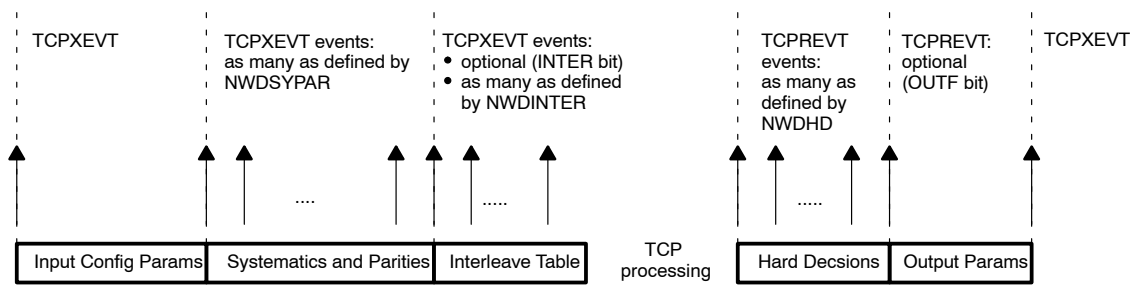 TCPXEVT
TCPXEVT events:
as many as defined by
NWDSYPAR
TCPXEVT events:
• optional (INTER bit)
• as many as defined
by NWDINTER
TCPREVT
events:
as many as
defined by
NWDHD
TCPREVT:
optional
(OUTF bit)
TCPXEVT
....
.....
.....
Input Config Params
Systematics and Parities
Interleave Table
TCP
processing
Hard Decsions
Output Params